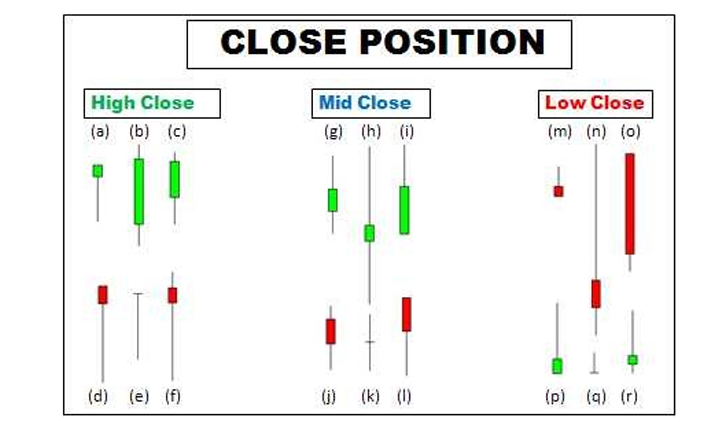 CLOSE POSITION
High Close
Mid Close
Low Close
(a) (b) (c)
(g) (h) (i)
(m) (n) (o)
(d) (e) (f)
(j) (k) (l)
(p) (q) (r)